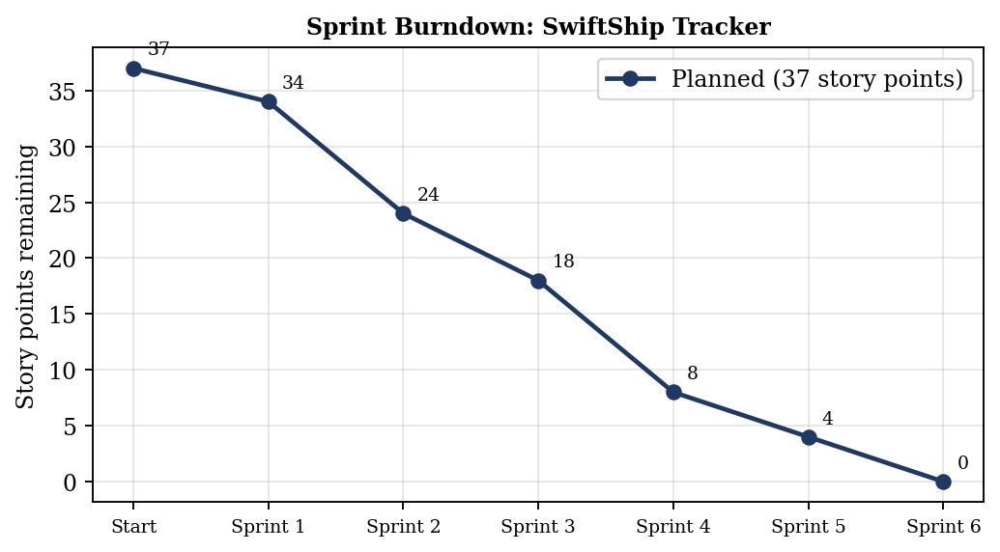 Sprint Burndown: SwiftShip Tracker
Planned (37 story points)
Story points remaining
35
30
25
20
15
10
5
0
37
34
24
18
8
4
0
Start
Sprint 1
Sprint 2
Sprint 3
Sprint 4
Sprint 5
Sprint 6